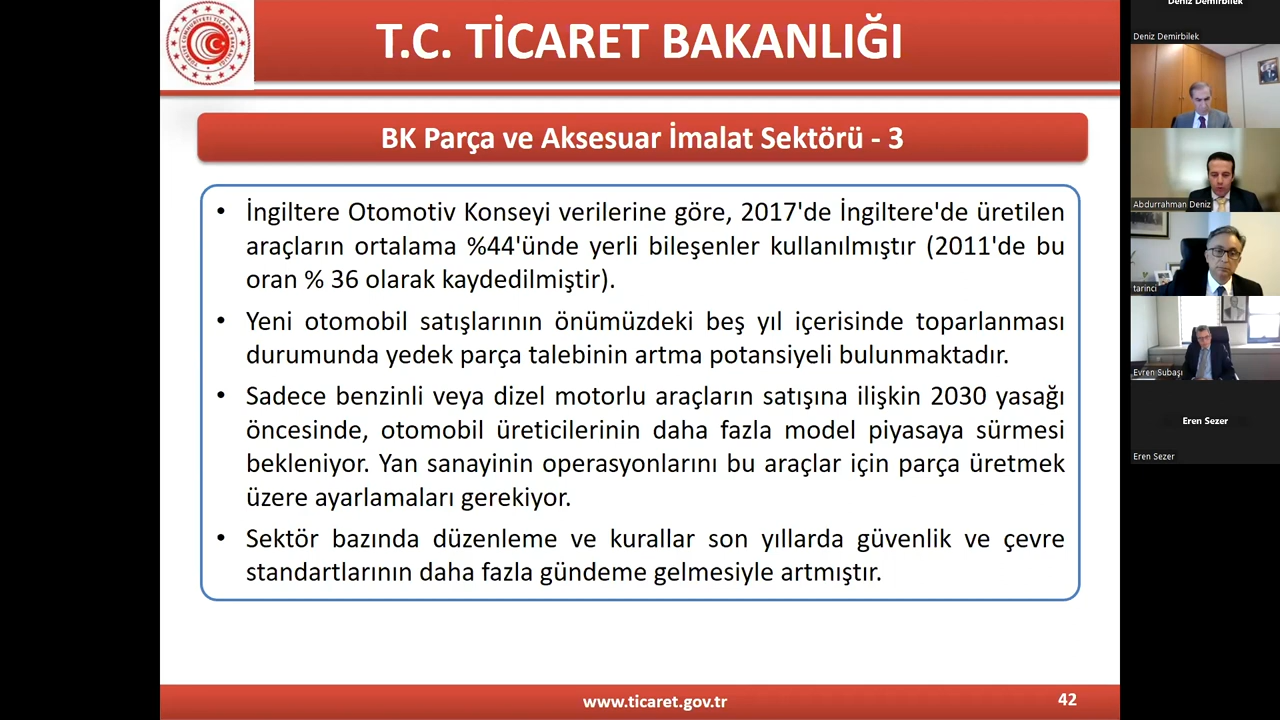 T.C. TİCARET BAKANLIĞI
BK Parça ve Aksesuar İmalat Sektörü - 3
• İngiltere Otomotiv Konseyi verilerine göre, 2017'de İngiltere'de üretilen
araçların ortalama %44'ünde yerli bileşenler kullanılmıştır (2011'de bu
oran % 36 olarak kaydedilmiştir).
• Yeni otomobil satışlarının önümüzdeki beş yıl içerisinde toparlanması
durumunda yedek parça talebinin artma potansiyeli bulunmaktadır.
• Sadece benzinli veya dizel motorlu araçların satışına ilişkin 2030 yasağı
öncesinde, otomobil üreticilerinin daha fazla model piyasaya sürmesi
bekleniyor. Yan sanayinin operasyonlarını bu araçlar için parça üretmek
üzere ayarlamaları gerekiyor.
• Sektör bazında düzenleme ve kurallar son yıllarda güvenlik ve çevre
standartlarının daha fazla gündeme gelmesiyle artmıştır.
www.ticaret.gov.tr
42
Deniz Demirbilek
Deniz Demirbilek
Abdurrahman Deniz
tarinci
Evren Subaşı
Eren Sezer
Eren Sezer